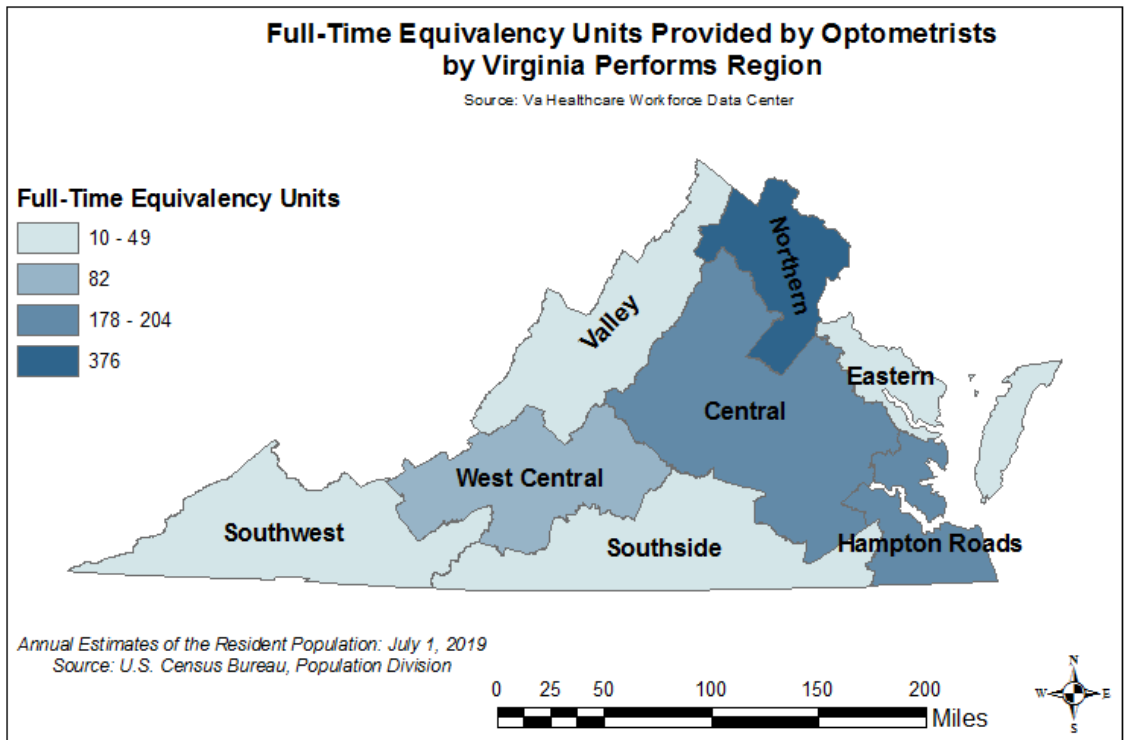 Full-Time Equivalency Units Provided by Optometrists
by Virginia Performs Region
Source: Va Healthcare Workforce Data Center
Full-Time Equivalency Units
10 - 49
82
178 - 204
376
Northern
Valley
Eastern
Central
West Central
Southwest
Southside
Hampton Roads
Annual Estimates of the Resident Population: July 1, 2019
Source: U.S. Census Bureau, Population Division
0 25 50 100 150 200
Miles
N
W E
S